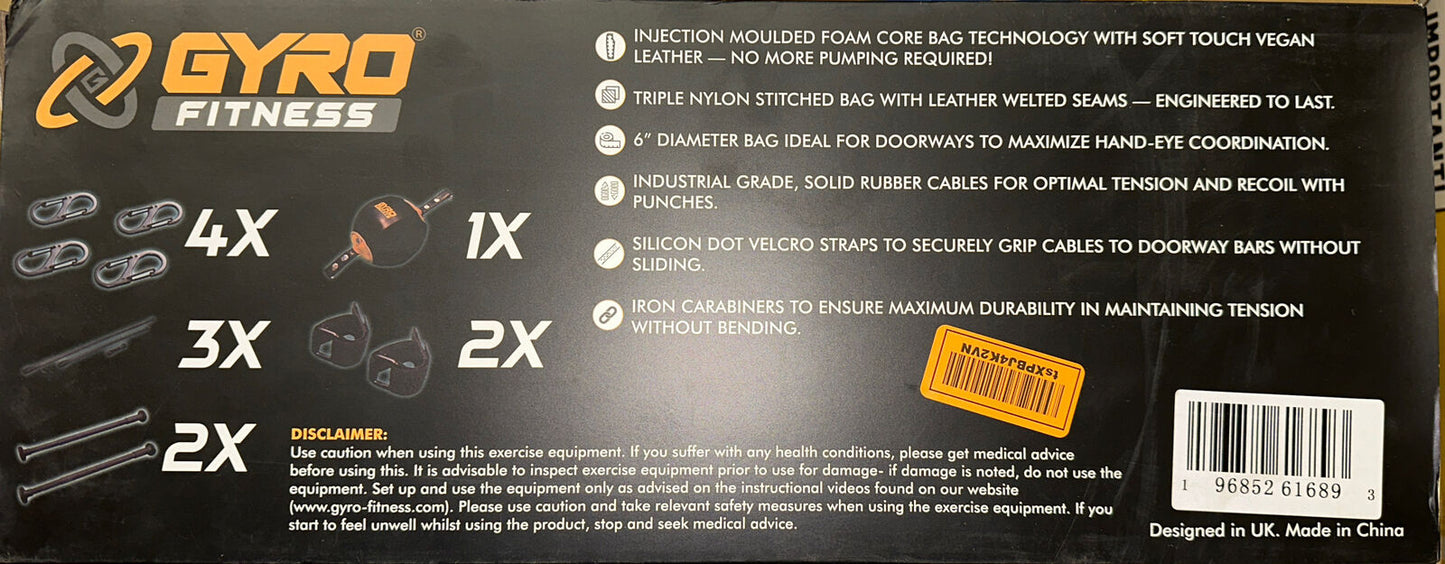 GYRO®
FITNESS
INJECTION MOULDED FOAM CORE BAG TECHNOLOGY WITH SOFT TOUCH VEGAN
LEATHER — NO MORE PUMPING REQUIRED!
TRIPLE NYLON STITCHED BAG WITH LEATHER WELTED SEAMS — ENGINEERED TO LAST.
6” DIAMETER BAG IDEAL FOR DOORWAYS TO MAXIMIZE HAND-EYE COORDINATION.
INDUSTRIAL GRADE, SOLID RUBBER CABLES FOR OPTIMAL TENSION AND RECOIL WITH
PUNCHES.
SILICON DOT VELCRO STRAPS TO SECURELY GRIP CABLES TO DOORWAY BARS WITHOUT
SLIDING.
IRON CARABINERS TO ENSURE MAXIMUM DURABILITY IN MAINTAINING TENSION
WITHOUT BENDING.
4X
GYRO
1X
3X
2X
2X
DISCLAIMER:
Use caution when using this exercise equipment. If you suffer with any health conditions, please get medical advice
before using this. It is advisable to inspect exercise equipment prior to use for damage- if damage is noted, do not use the
equipment. Set up and use the equipment only as advised on the instructional videos found on our website
(www.gyro-fitness.com). Please use caution and take relevant safety measures when using the exercise equipment. If you
start to feel unwell whilst using the product, stop and seek medical advice.
tsXPBJ4K2VN
1 96852 61689 3
Designed in UK. Made in China
IMPORTANT!